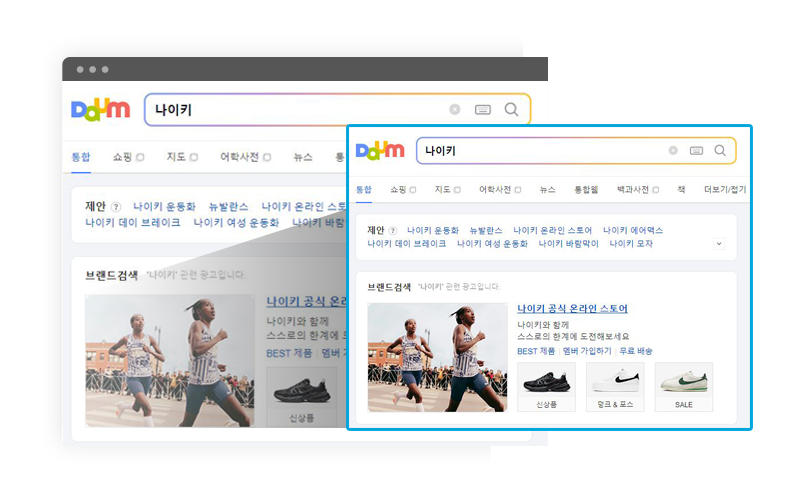 Daum
나이키
통합 쇼핑 지도 어학사전 뉴스 통
제안 나이키 운동화 뉴발란스 나이키 온라인 스토
나이키 데이 브레이크 나이키 여성 운동화 나이키 바람
브랜드검색 '나이키' 관련 광고입니다.
나이키 공식 온라
나이키와 함께
스스로의 한계에 도
BEST 제품 멤버 가
신상품
Daum
나이키
통합 쇼핑 지도 어학사전 뉴스 통합웹 백과사전 책 더보기/접기
제안 나이키 운동화 뉴발란스 나이키 온라인 스토어 나이키 에어맥스
나이키 데이 브레이크 나이키 여성 운동화 나이키 바람막이 나이키 모자
브랜드검색 '나이키' 관련 광고입니다.
나이키 공식 온라인 스토어
나이키와 함께
스스로의 한계에 도전해보세요
BEST 제품 멤버 가입하기 무료 배송
신상품 덩크 & 포스 SALE